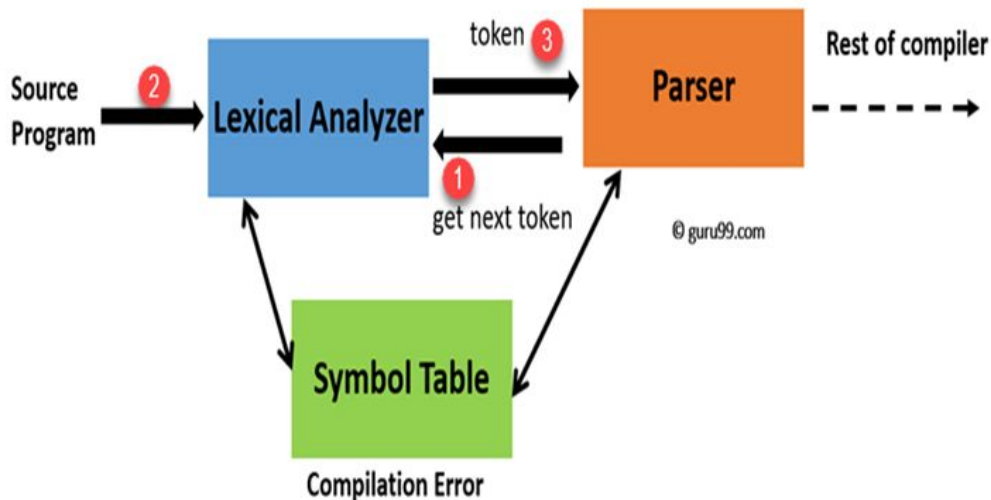 token 3
Rest of compiler
2
Source
Program
Lexical Analyzer
Parser
1
get next token
© guru99.com
Symbol Table
Compilation Error